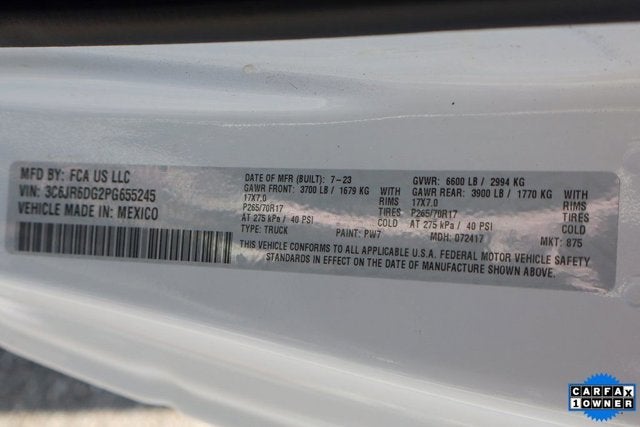 MFD BY: FCA US LLC
VIN: 3C6JR6DG2PG655245
VEHICLE MADE IN: MEXICO
DATE OF MFR (BUILT): 7-23
GAWR FRONT: 3700 LB / 1679 KG WITH
17X7.0 RIMS
P265/70R17 TIRES
AT 275 kPa / 40 PSI COLD
TYPE: TRUCK PAINT: PW7
GVWR: 6600 LB / 2994 KG
GAWR REAR: 3900 LB / 1770 KG WITH
17X7.0 RIMS
P265/70R17 TIRES
AT 275 kPa / 40 PSI COLD
MDH: 072417 MKT: 875
THIS VEHICLE CONFORMS TO ALL APPLICABLE U.S.A. FEDERAL MOTOR VEHICLE SAFETY
STANDARDS IN EFFECT ON THE DATE OF MANUFACTURE SHOWN ABOVE.
CARFAX
1 OWNER